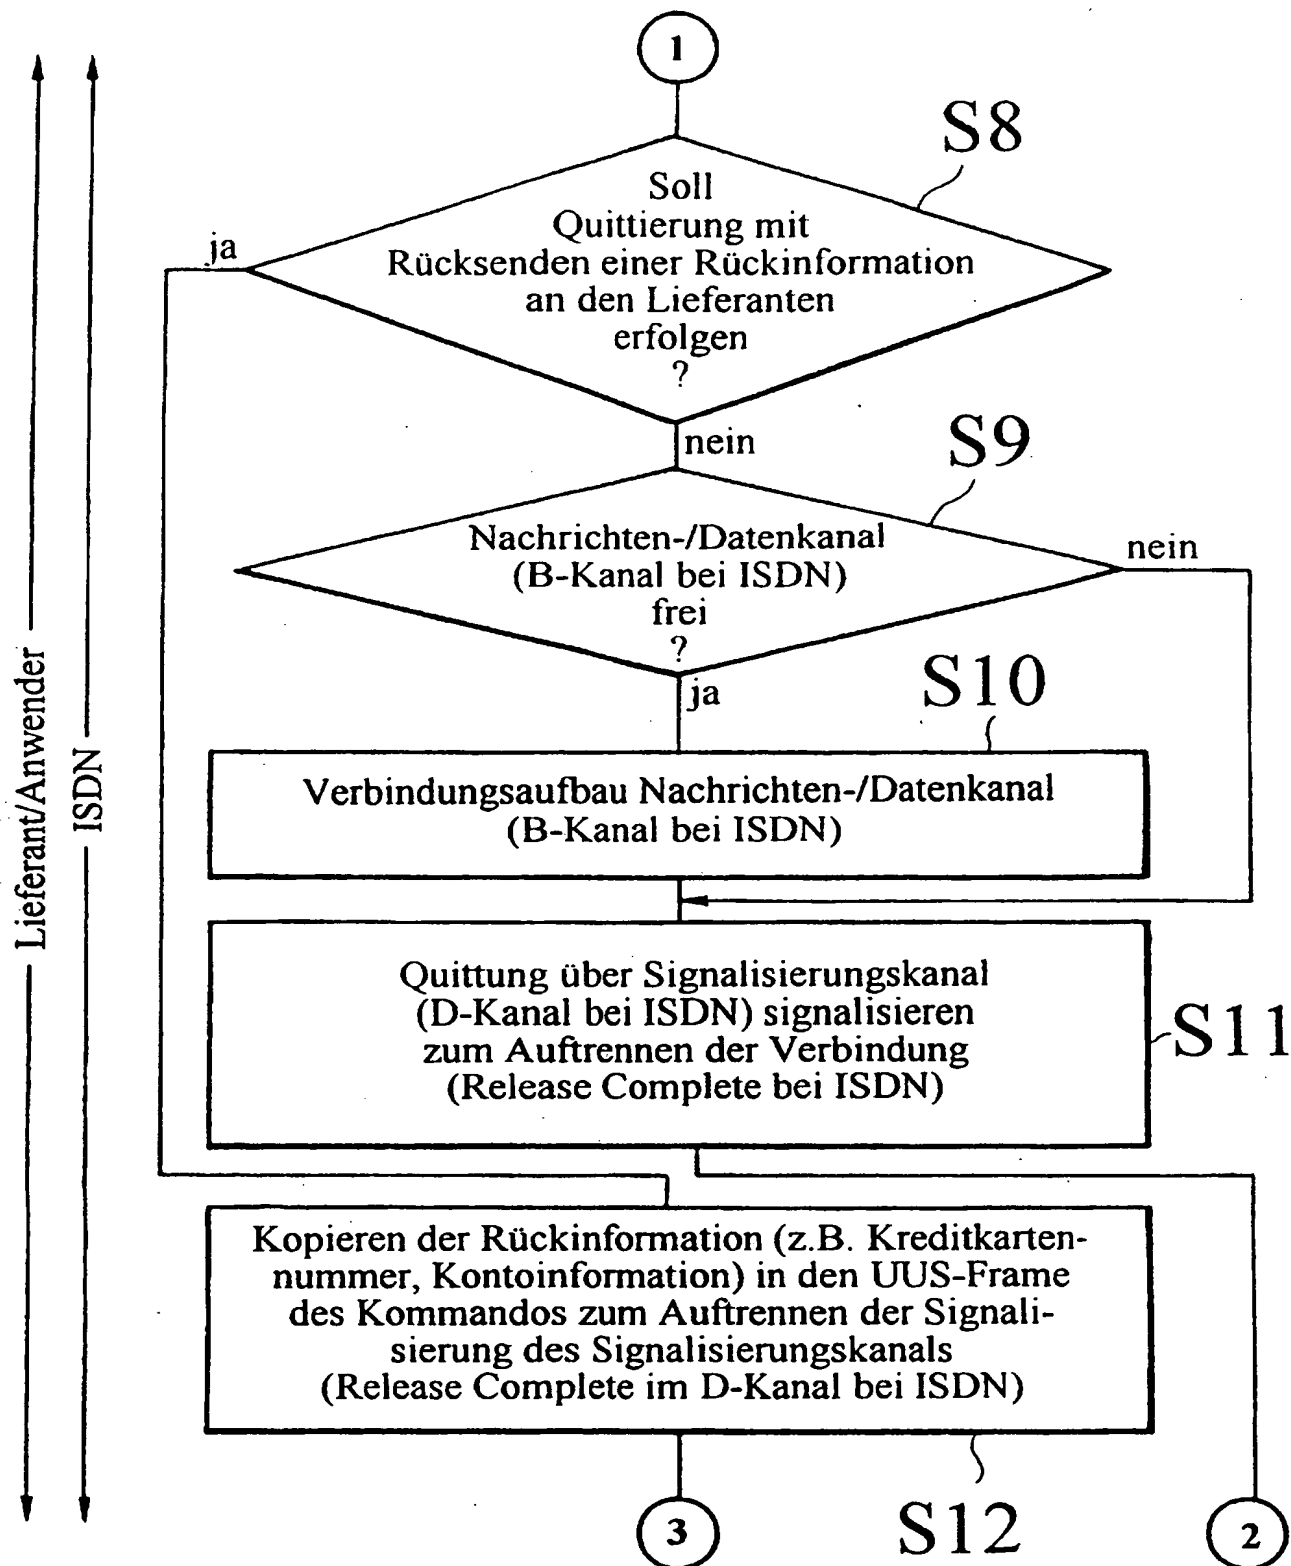 1
S8
Soll
Quittierung mit
Rücksenden einer Rückinformation
an den Lieferanten
erfolgen
?
ja
nein
S9
Nachrichten-/Datenkanal
(B-Kanal bei ISDN)
frei
?
nein
ja
S10
Verbindungsaufbau Nachrichten-/Datenkanal
(B-Kanal bei ISDN)
Lieferant/Anwender
ISDN
Quittung über Signalisierungskanal
(D-Kanal bei ISDN) signalisieren
zum Auftrennen der Verbindung
(Release Complete bei ISDN)
S11
Kopieren der Rückinformation (z.B. Kreditkarten-
nummer, Kontoinformation) in den UUS-Frame
des Kommandos zum Auftrennen der Signali-
sierung des Signalisierungskanals
(Release Complete im D-Kanal bei ISDN)
3
S12
2